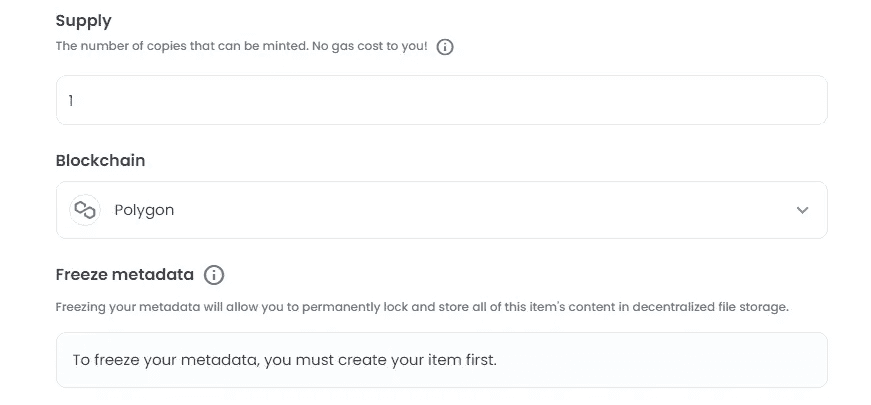 Supply
The number of copies that can be minted. No gas cost to you!
1
Blockchain
Polygon
Freeze metadata
Freezing your metadata will allow you to permanently lock and store all of this item's content in decentralized file storage.
To freeze your metadata, you must create your item first.